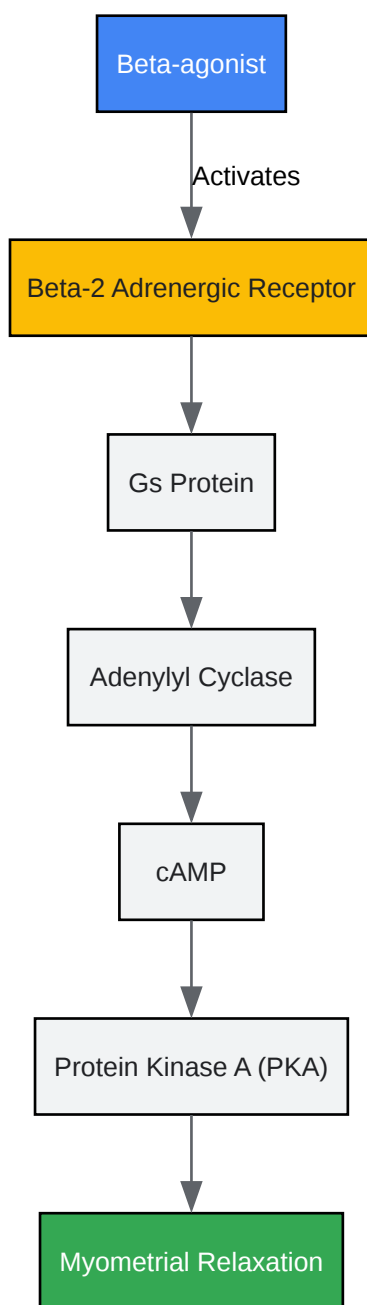 Beta-agonist
Activates
Beta-2 Adrenergic Receptor
Gs Protein
Adenylyl Cyclase
cAMP
Protein Kinase A (PKA)
Myometrial Relaxation